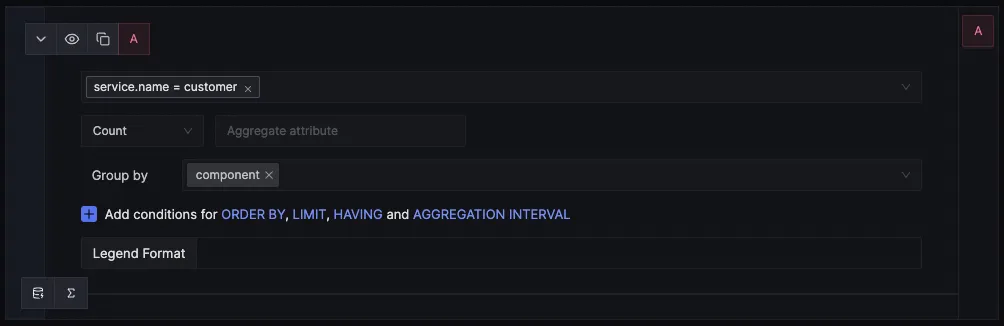 A
A
service.name = customer ×
Count
Aggregate attribute
Group by
component ×
+ Add conditions for ORDER BY, LIMIT, HAVING and AGGREGATION INTERVAL
Legend Format
Σ